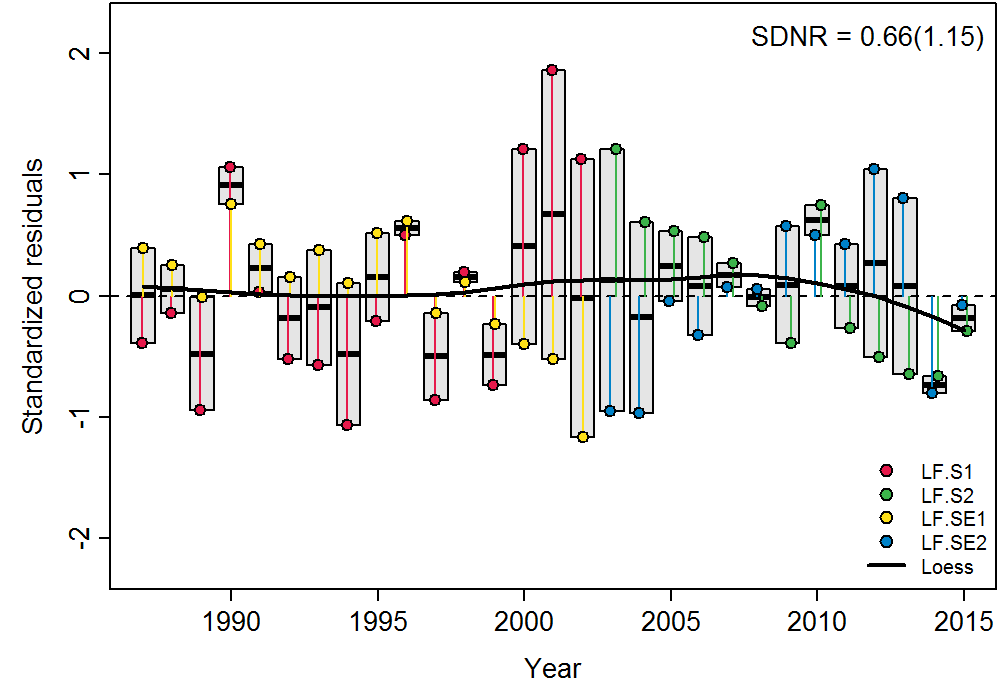 SDNR = 0.66(1.15)
Standardized residuals
2
1
0
-1
-2
LF.S1
LF.S2
LF.SE1
LF.SE2
Loess
1990 1995 2000 2005 2010 2015
Year